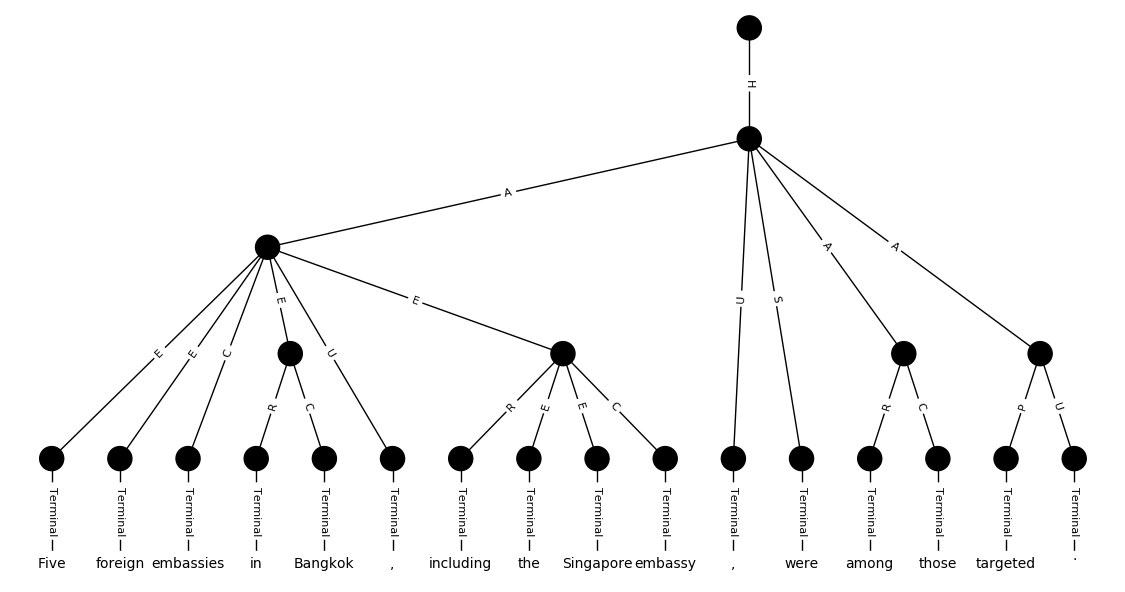 H
A
U
S
A
A
E
E
C
E
U
E
R
C
R
E
E
C
R
C
P
U
Terminal Terminal Terminal Terminal Terminal Terminal Terminal Terminal Terminal Terminal Terminal Terminal Terminal Terminal Terminal Terminal
Five foreign embassies in Bangkok , including the Singapore embassy , were among those targeted .